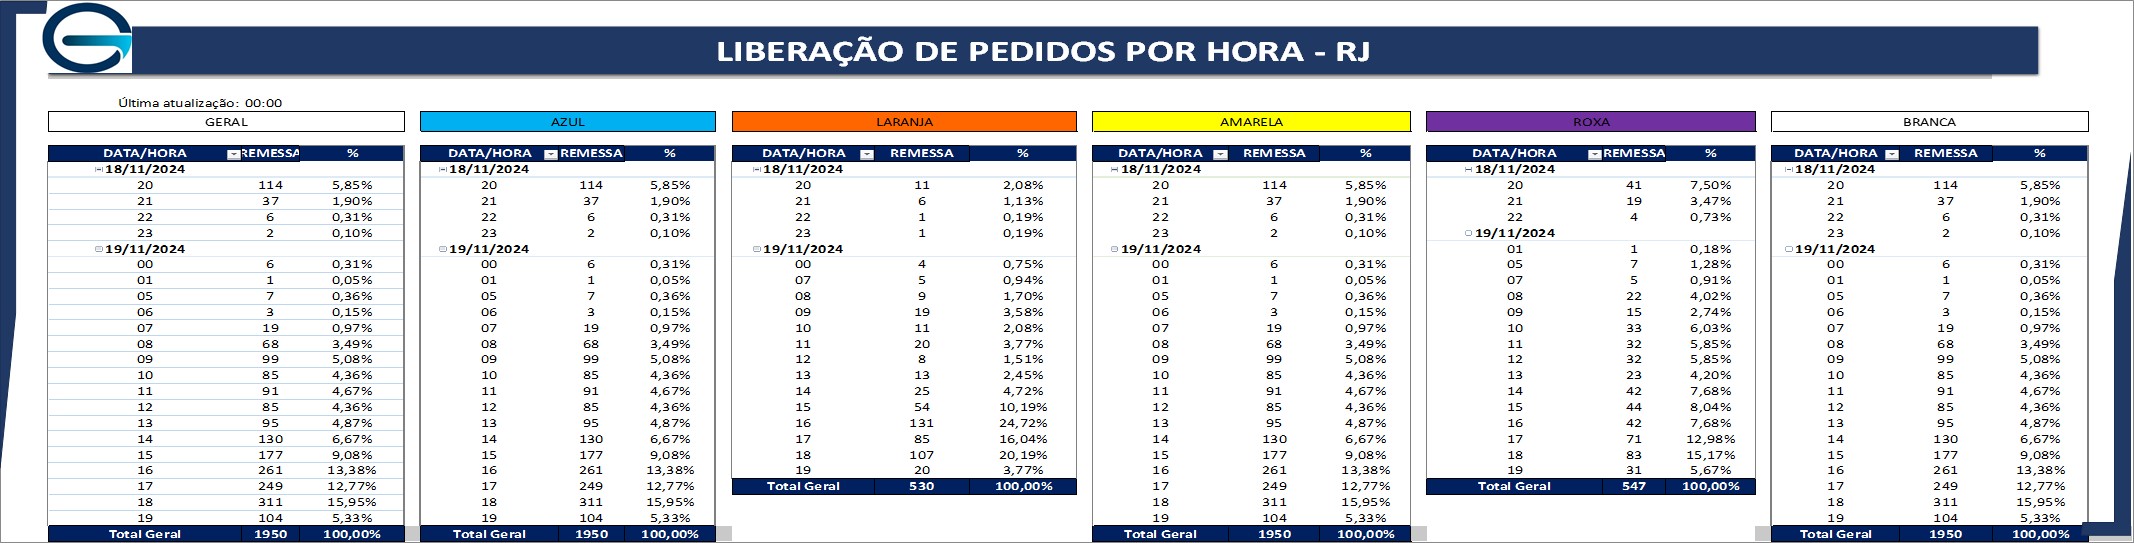 LIBERAÇÃO DE PEDIDOS POR HORA - RJ
Última atualização: 00:00
GERAL AZUL LARANJA AMARELA ROXA BRANCA
DATA/HORA REMESSA % DATA/HORA REMESSA % DATA/HORA REMESSA % DATA/HORA REMESSA % DATA/HORA REMESSA % DATA/HORA REMESSA %
18/11/2024 18/11/2024 18/11/2024 18/11/2024 18/11/2024 18/11/2024
20 114 5,85% 20 114 5,85% 20 11 2,08% 20 114 5,85% 20 41 7,50% 20 114 5,85%
21 37 1,90% 21 37 1,90% 21 6 1,13% 21 37 1,90% 21 19 3,47% 21 37 1,90%
22 6 0,31% 22 6 0,31% 22 1 0,19% 22 6 0,31% 22 4 0,73% 22 6 0,31%
23 2 0,10% 23 2 0,10% 23 1 0,19% 23 2 0,10% 19/11/2024 23 2 0,10%
19/11/2024 19/11/2024 19/11/2024 19/11/2024 01 1 0,18% 19/11/2024
00 6 0,31% 00 6 0,31% 00 4 0,75% 00 6 0,31% 05 7 1,28% 00 6 0,31%
01 1 0,05% 01 1 0,05% 07 5 0,94% 01 1 0,05% 07 5 0,91% 01 1 0,05%
05 7 0,36% 05 7 0,36% 08 9 1,70% 05 7 0,36% 08 22 4,02% 05 7 0,36%
06 3 0,15% 06 3 0,15% 09 19 3,58% 06 3 0,15% 09 15 2,74% 06 3 0,15%
07 19 0,97% 07 19 0,97% 10 11 2,08% 07 19 0,97% 10 33 6,03% 07 19 0,97%
08 68 3,49% 08 68 3,49% 11 20 3,77% 08 68 3,49% 11 32 5,85% 08 68 3,49%
09 99 5,08% 09 99 5,08% 12 8 1,51% 09 99 5,08% 12 32 5,85% 09 99 5,08%
10 85 4,36% 10 85 4,36% 13 13 2,45% 10 85 4,36% 13 23 4,20% 10 85 4,36%
11 91 4,67% 11 91 4,67% 14 25 4,72% 11 91 4,67% 14 42 7,68% 11 91 4,67%
12 85 4,36% 12 85 4,36% 15 54 10,19% 12 85 4,36% 15 44 8,04% 12 85 4,36%
13 95 4,87% 13 95 4,87% 16 131 24,72% 13 95 4,87% 16 42 7,68% 13 95 4,87%
14 130 6,67% 14 130 6,67% 17 85 16,04% 14 130 6,67% 17 71 12,98% 14 130 6,67%
15 177 9,08% 15 177 9,08% 18 107 20,19% 15 177 9,08% 18 83 15,17% 15 177 9,08%
16 261 13,38% 16 261 13,38% 19 20 3,77% 16 261 13,38% 19 31 5,67% 16 261 13,38%
17 249 12,77% 17 249 12,77% Total Geral 530 100,00% 17 249 12,77% Total Geral 547 100,00% 17 249 12,77%
18 311 15,95% 18 311 15,95% 18 311 15,95% 18 311 15,95%
19 104 5,33% 19 104 5,33% 19 104 5,33% 19 104 5,33%
Total Geral 1950 100,00% Total Geral 1950 100,00% Total Geral 1950 100,00% Total Geral 1950 100,00%